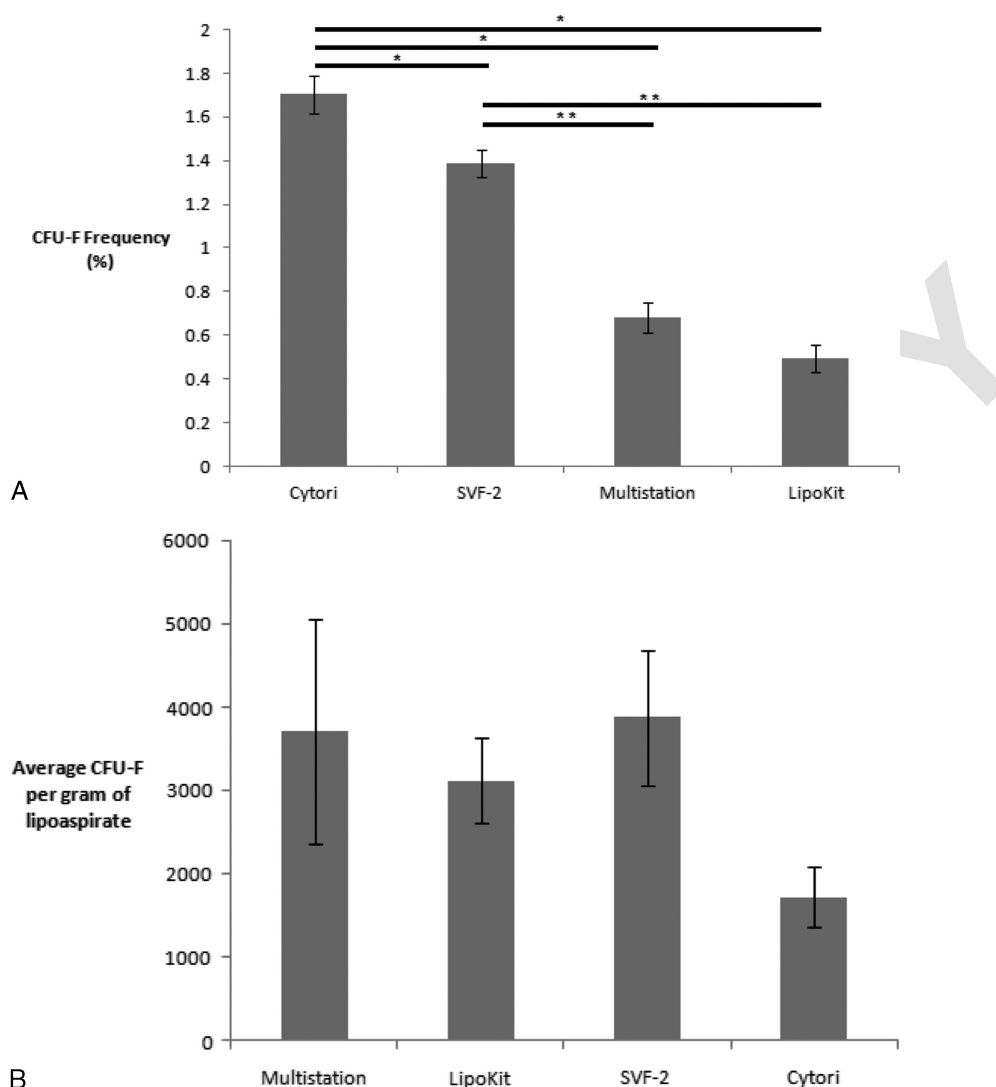 *
2
*
1.8
*
1.6
**
**
1.4
1.2
CFU-F Frequency
(%)
1
0.8
0.6
0.4
0.2
0
A
Cytori SVF-2 Multistation LipoKit
6000
5000
4000
Average CFU-F
per gram of
lipoaspirate
3000
2000
1000
0
B
Multistation LipoKit SVF-2 Cytori
Y